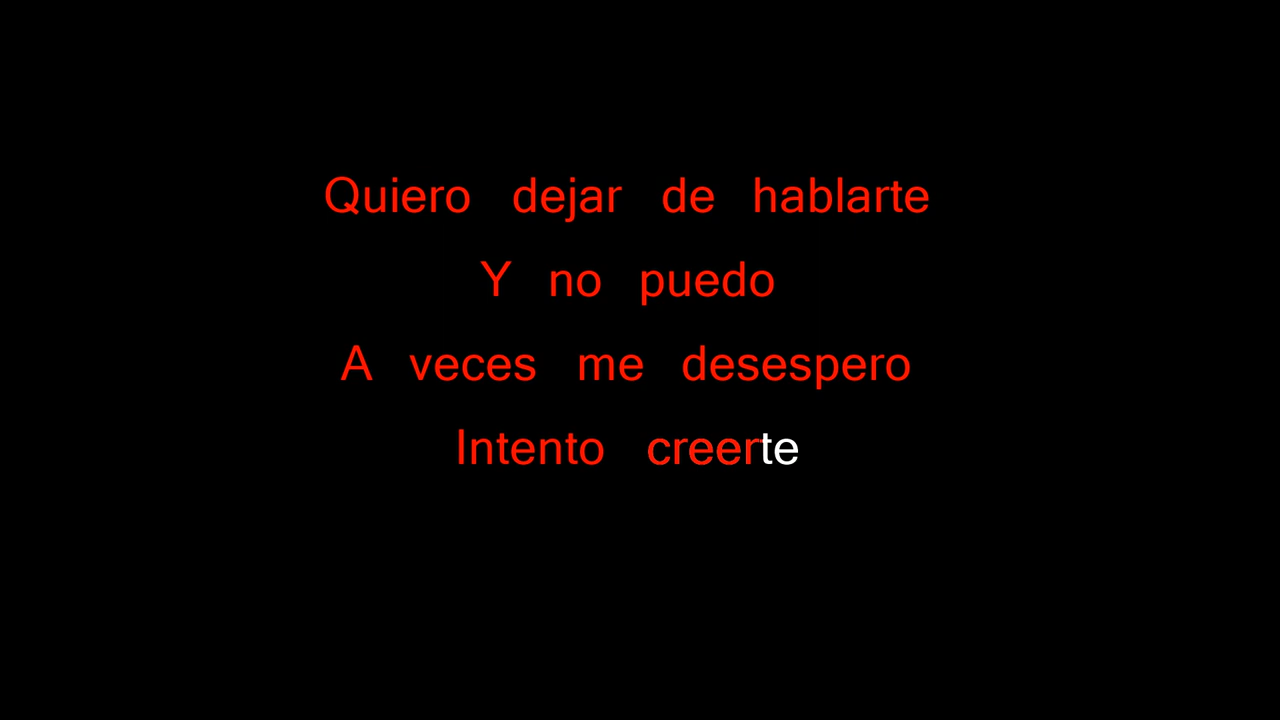 Quiero dejar de hablarte
Y no puedo
A veces me desespero
Intento creerte